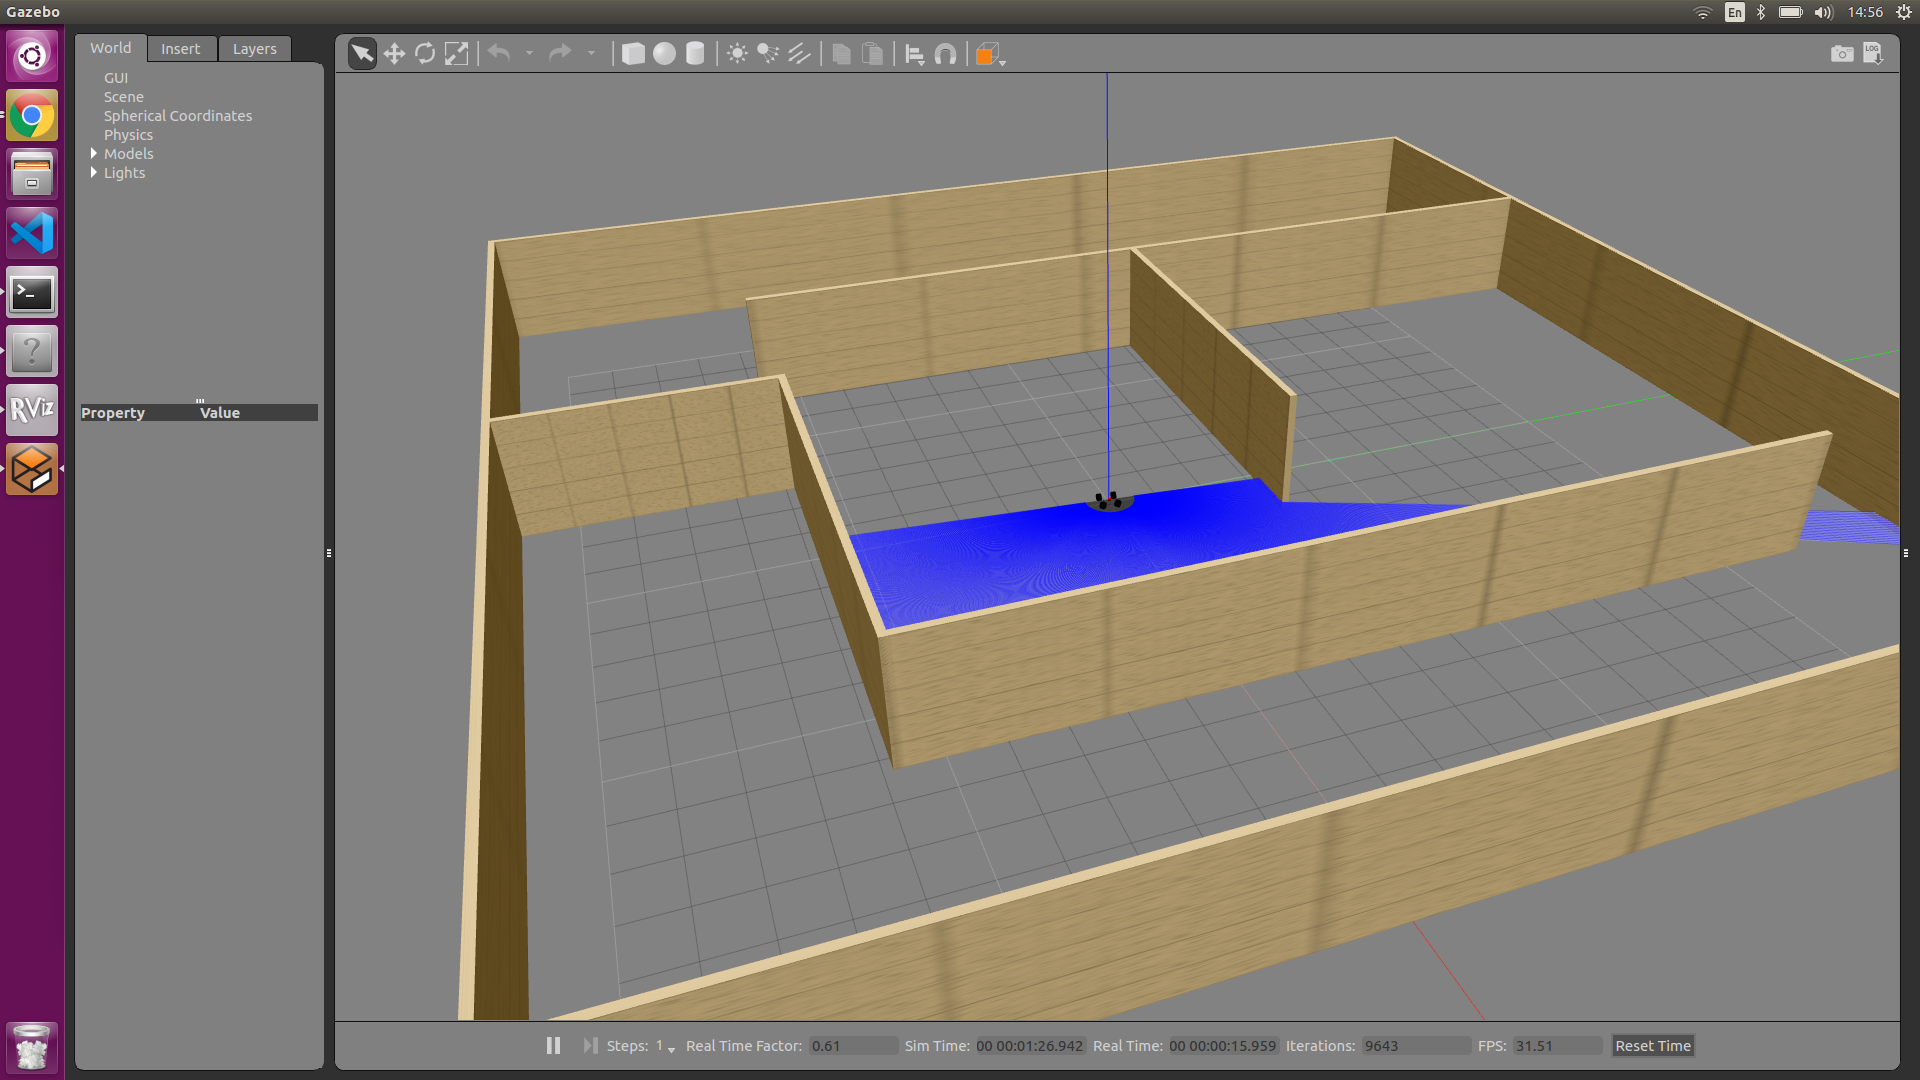 Gazebo
En
14:56
World Insert Layers
LOG
GUI
Scene
Spherical Coordinates
Physics
Models
Lights
Property Value
>_
?
RViz
Steps: 1 Real Time Factor: 0.61 Sim Time: 00 00:01:26.942 Real Time: 00 00:00:15.959 Iterations: 9643 FPS: 31.51 Reset Time